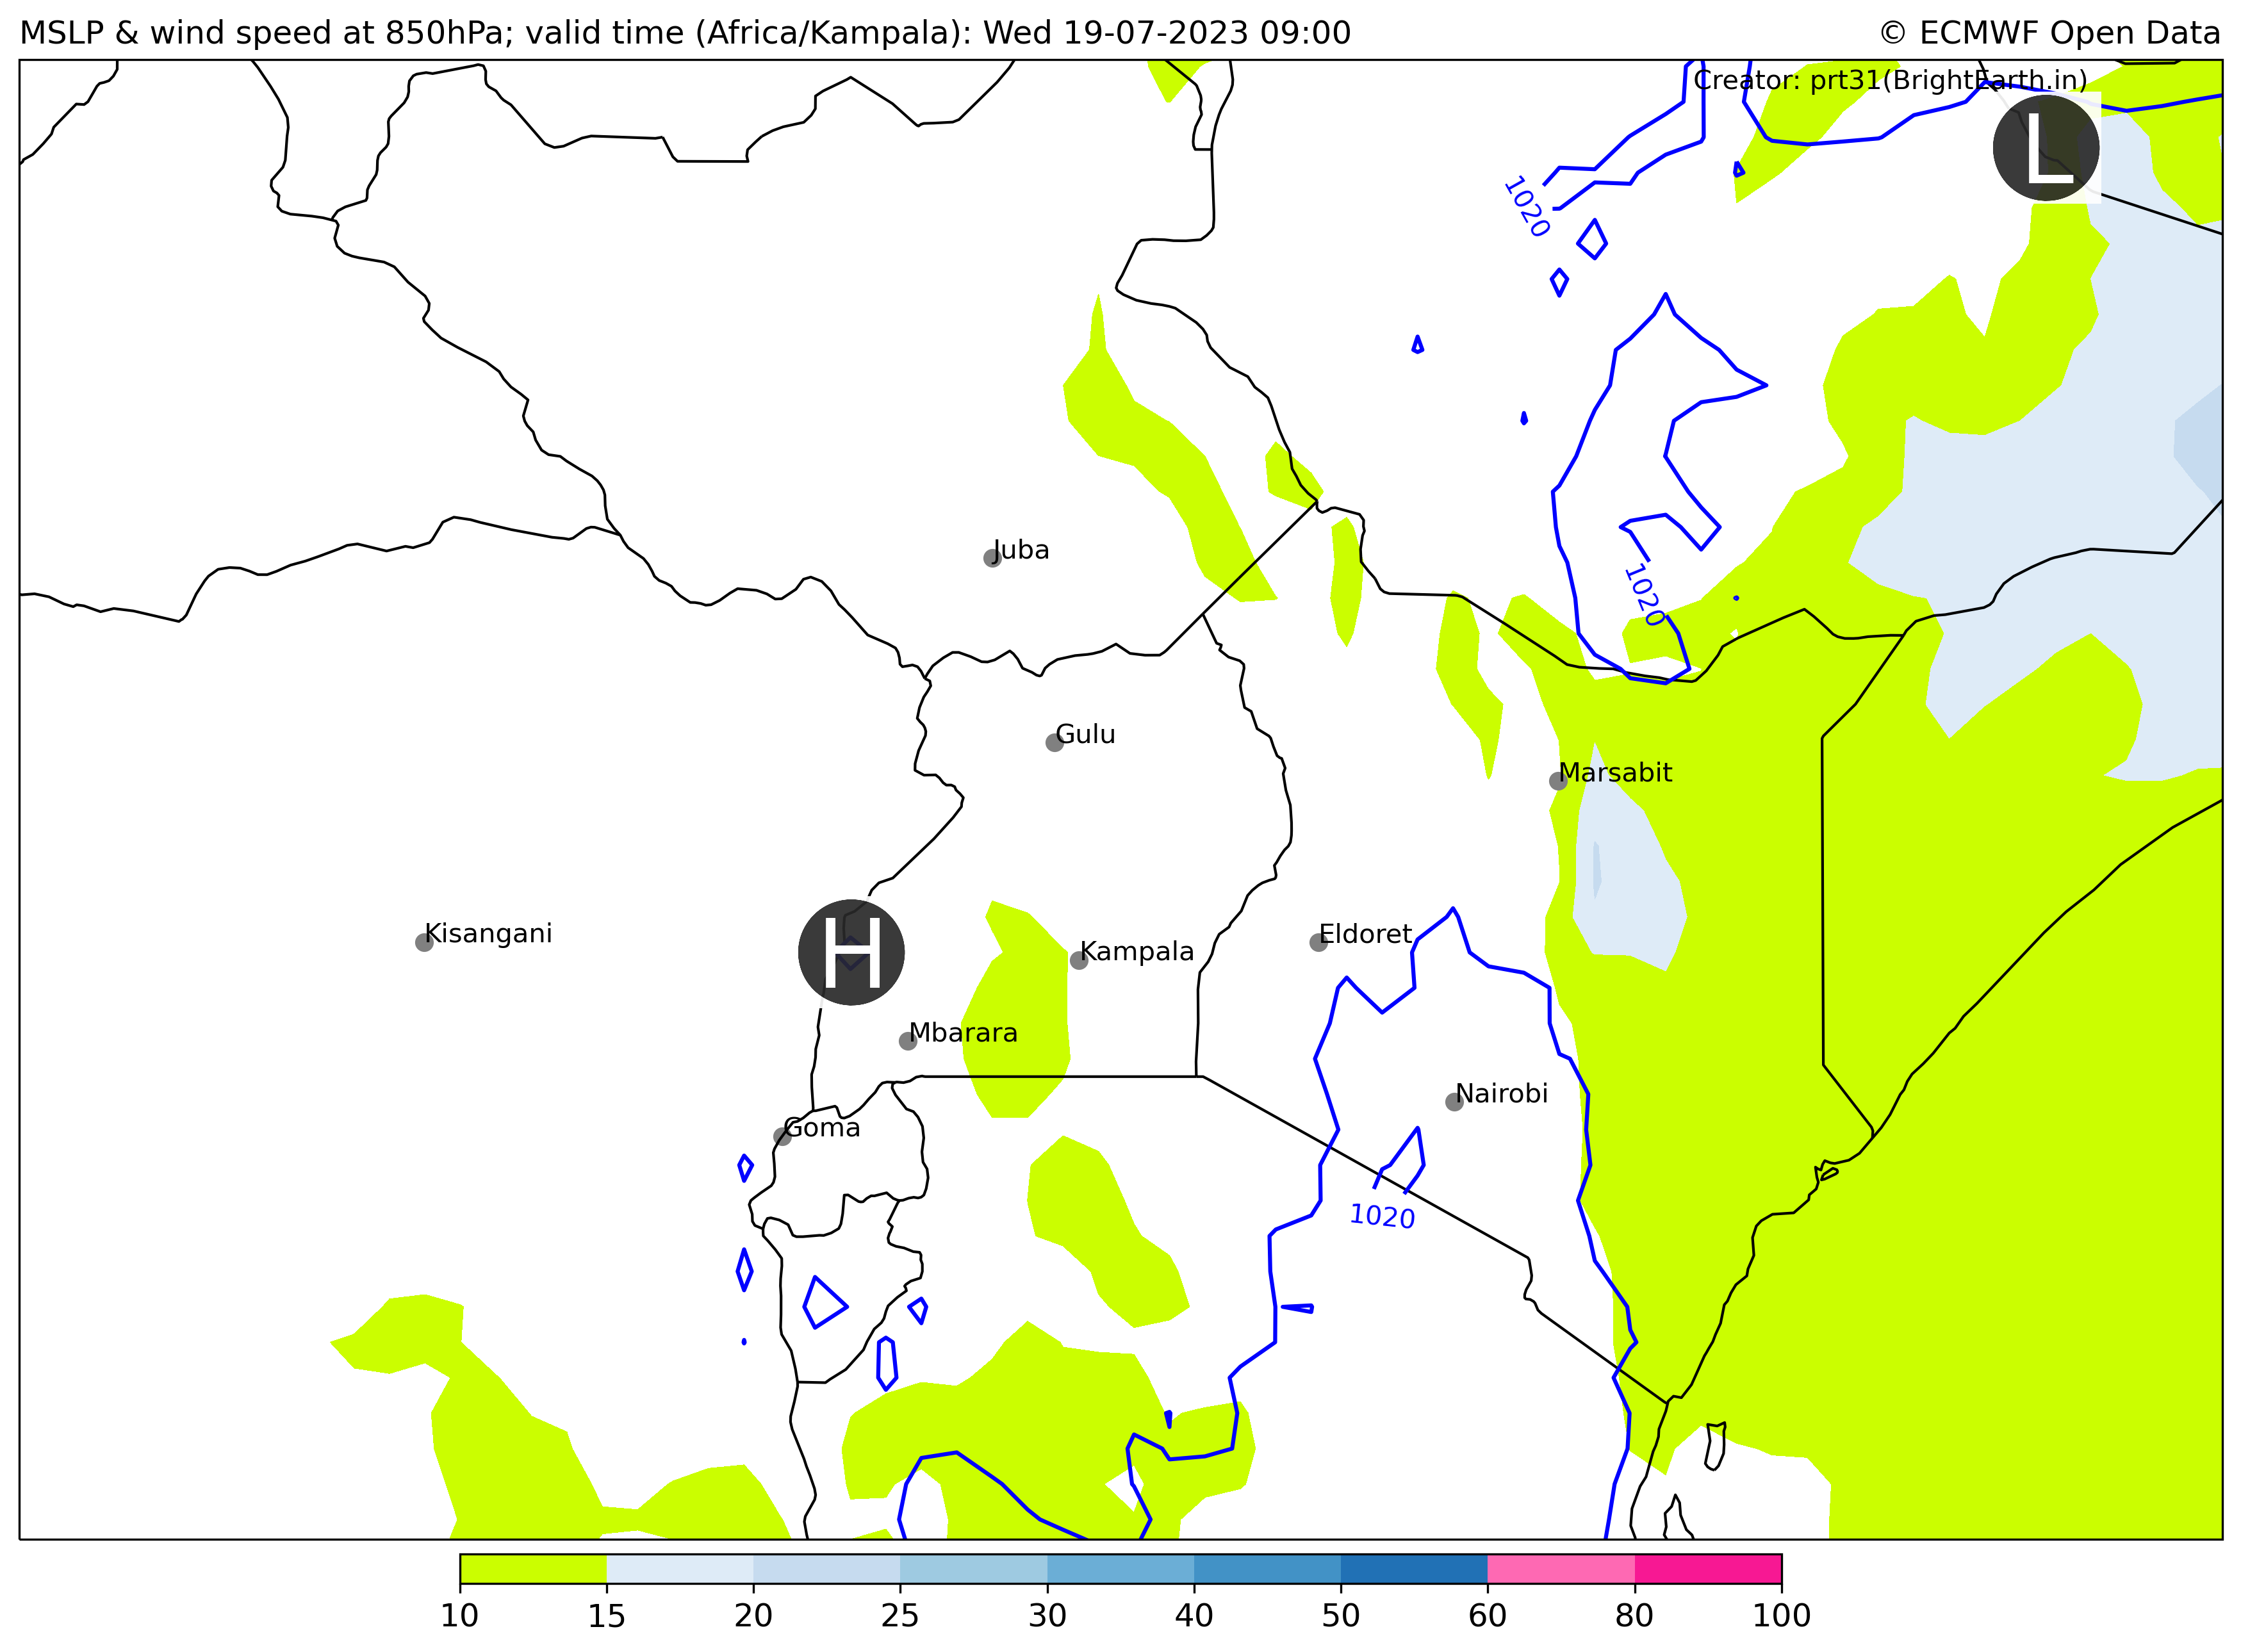 MSLP & wind speed at 850hPa; valid time (Africa/Kampala): Wed 19-07-2023 09:00
© ECMWF Open Data
Creator: prt31(BrightEarth.in)
L
1020
Juba
1020
Gulu
Marsabit
Kisangani
H
Kampala
Eldoret
Mbarara
Nairobi
Goma
1020
10 15 20 25 30 40 50 60 80 100